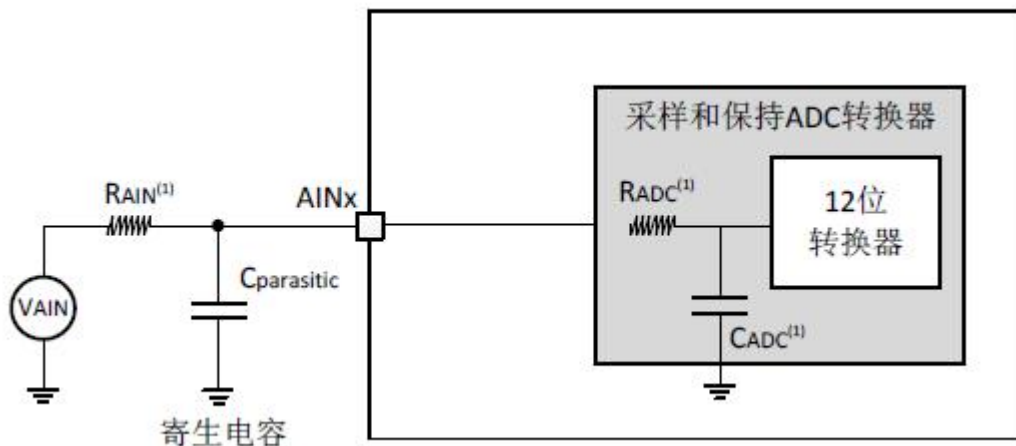 采样和保持ADC转换器
RAIN(1)
AINx
RADC(1)
12位
转换器
Cparasitic
VAIN
CADC(1)
寄生电容